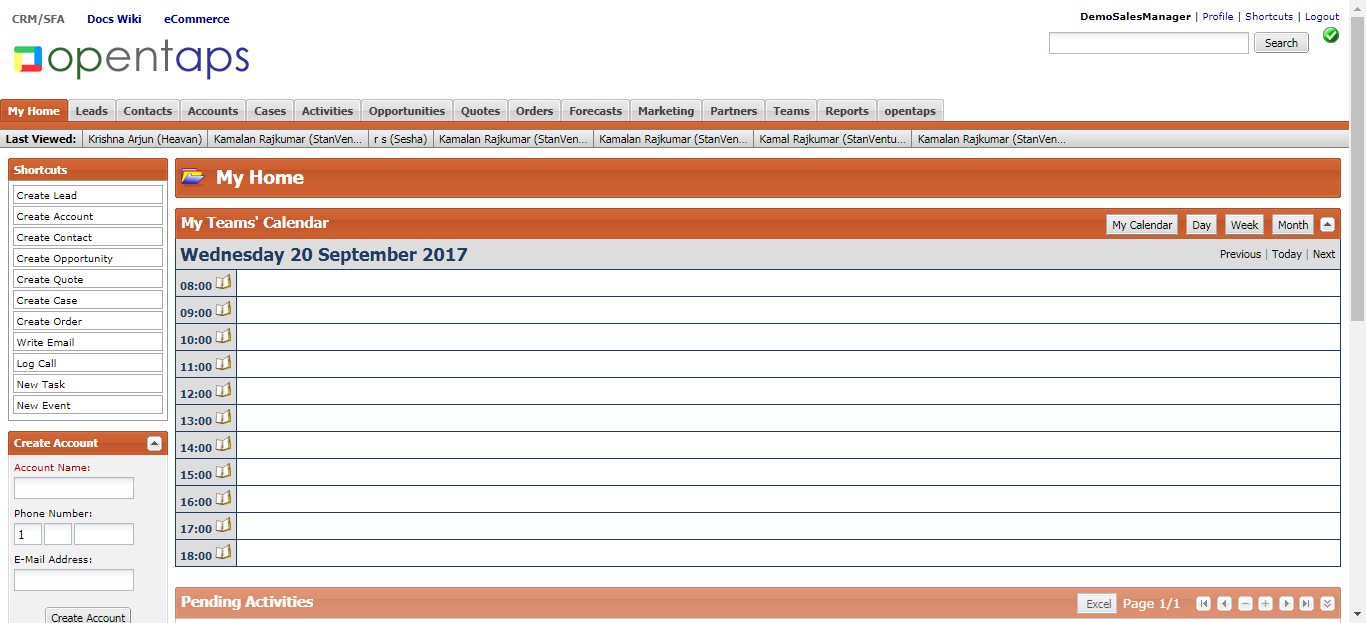 CRM/SFA Docs Wiki eCommerce
DemoSalesManager | Profile | Shortcuts | Logout
opentaps
Search
My Home Leads Contacts Accounts Cases Activities Opportunities Quotes Orders Forecasts Marketing Partners Teams Reports opentaps
Last Viewed: Krishna Arjun (Heavan) Kamalan Rajkumar (StanVen... r s (Sesha) Kamalan Rajkumar (StanVen... Kamalan Rajkumar (StanVen... Kamal Rajkumar (StanVentu... Kamalan Rajkumar (StanVen...
Shortcuts
Create Lead
Create Account
Create Contact
Create Opportunity
Create Quote
Create Case
Create Order
Write Email
Log Call
New Task
New Event
Create Account
Account Name:
Phone Number:
1
E-Mail Address:
Create Account
My Home
My Teams' Calendar My Calendar Day Week Month
Wednesday 20 September 2017 Previous | Today | Next
08:00
09:00
10:00
11:00
12:00
13:00
14:00
15:00
16:00
17:00
18:00
Pending Activities Excel Page 1/1